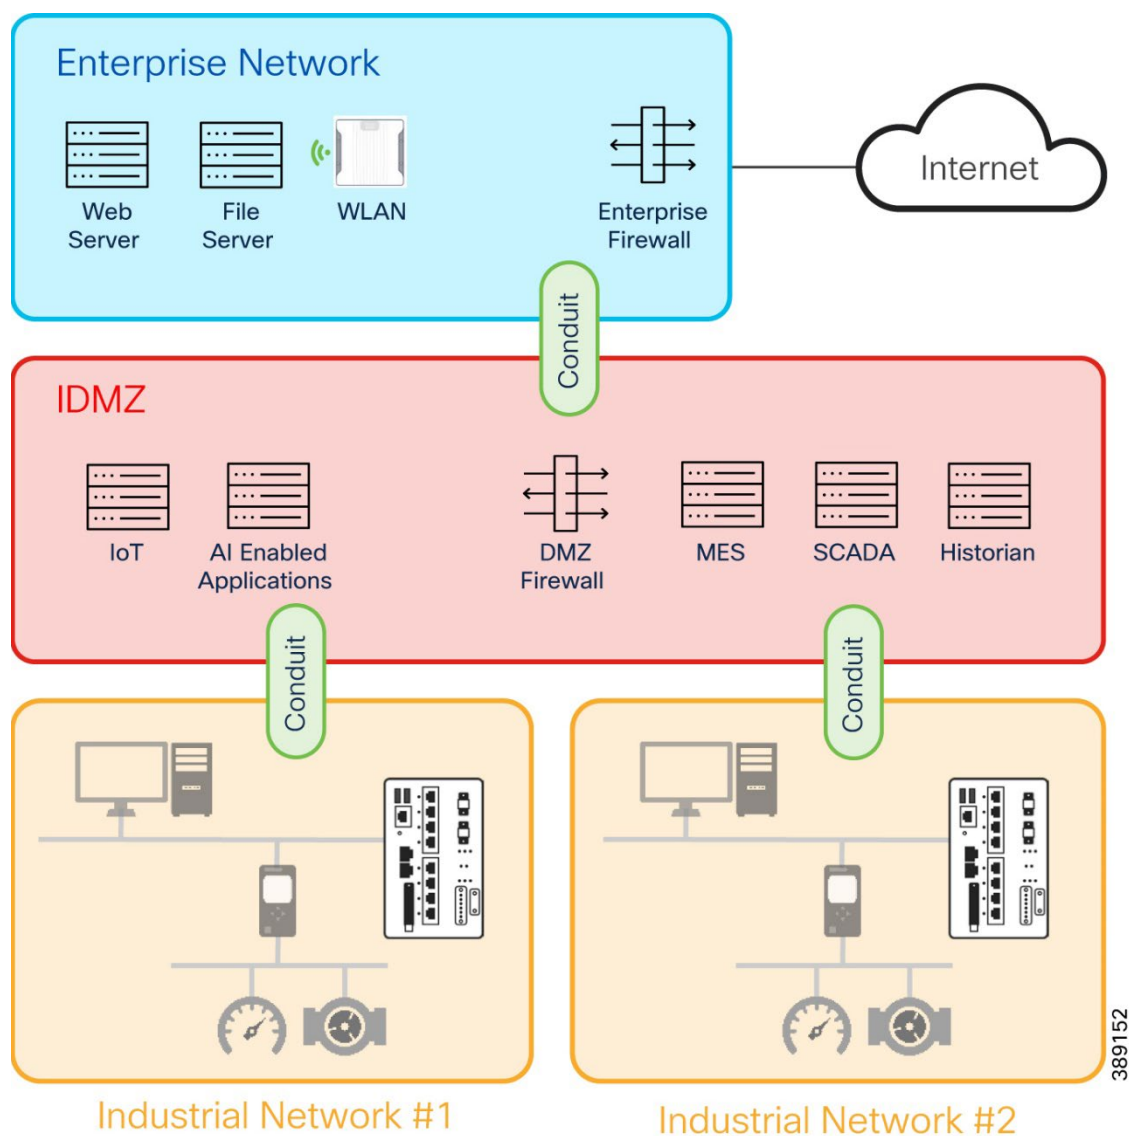 Enterprise Network
Web
Server
File
Server
WLAN
Enterprise
Firewall
Internet
Conduit
IDMZ
IoT
AI Enabled
Applications
DMZ
Firewall
MES
SCADA
Historian
Conduit
Conduit
Industrial Network #1
Industrial Network #2
389152